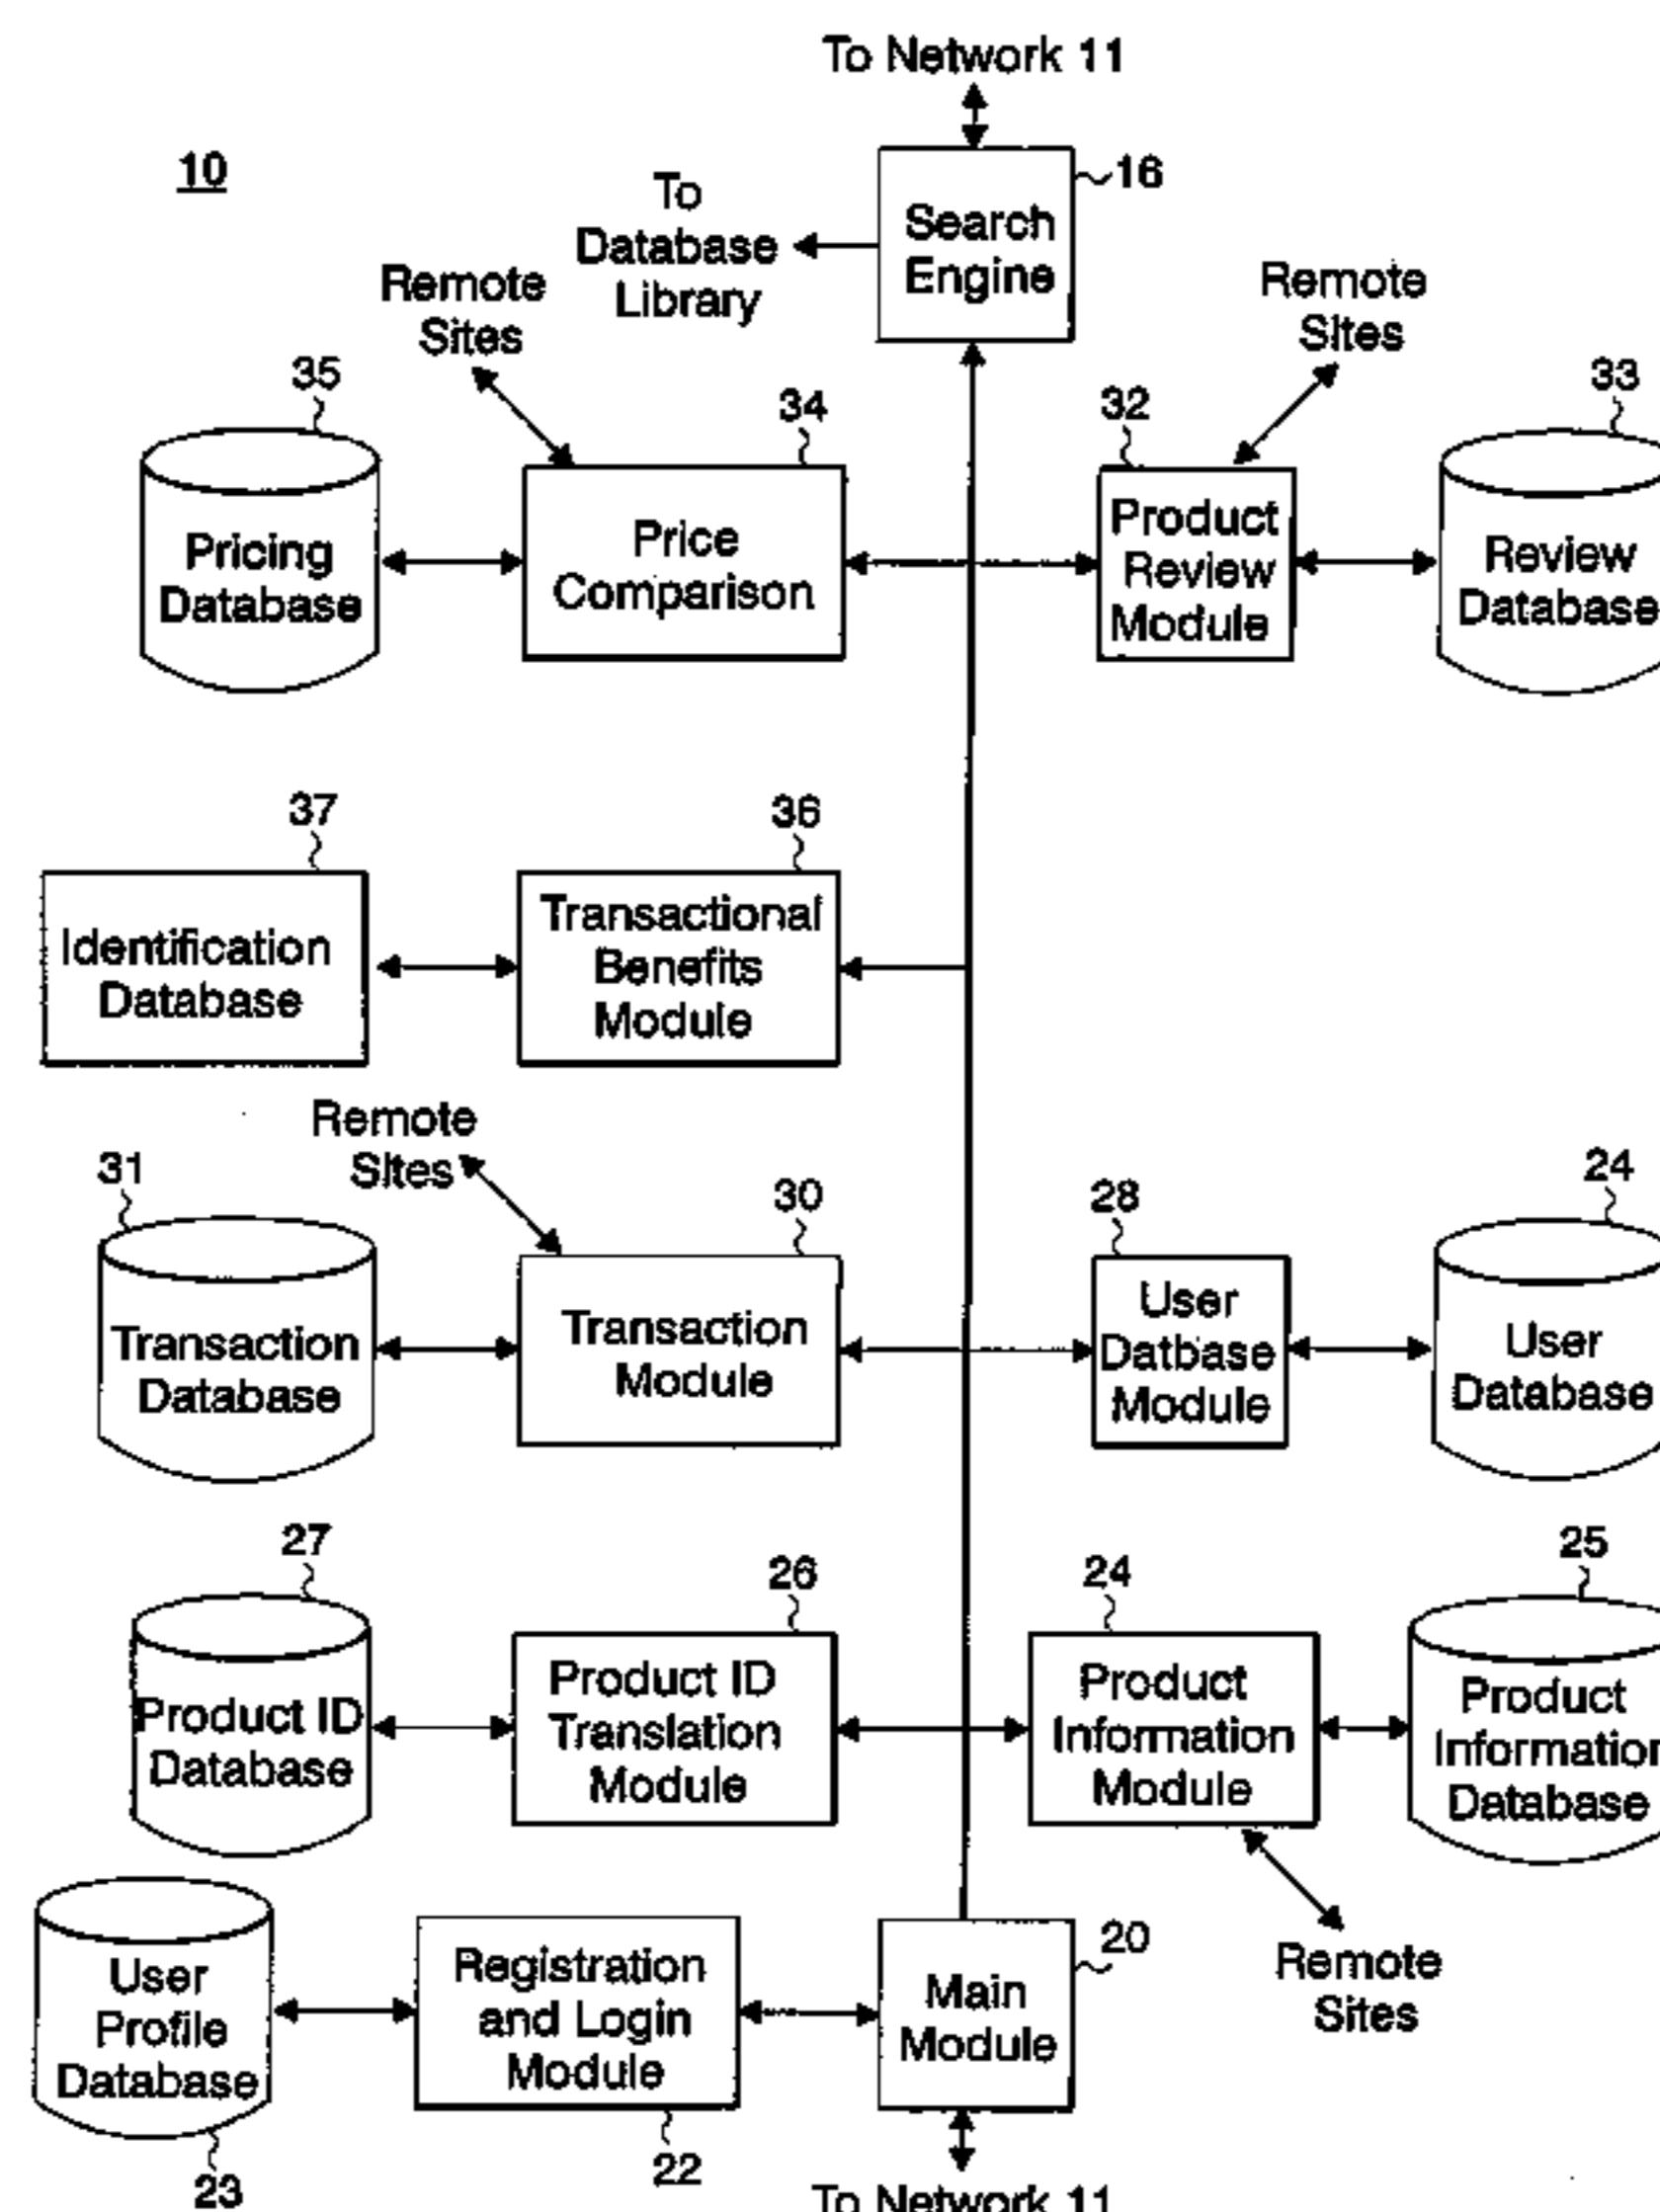 To Network 11
10
16
To
Database
Library
Search
Engine
Remote
Sites
Remote
Sites
35
34
32
33
Pricing
Database
Price
Comparison
Product
Review
Module
Review
Database
37
36
Identification
Database
Transactional
Benefits
Module
Remote
Sites
31
30
28
24
Transaction
Database
Transaction
Module
User
Datbase
Module
User
Database
27
26
24
25
Product ID
Database
Product ID
Translation
Module
Product
Information
Module
Product
Information
Database
User
Profile
Database
Registration
and Login
Module
Main
Module
20
Remote
Sites
23
22
To Network 11